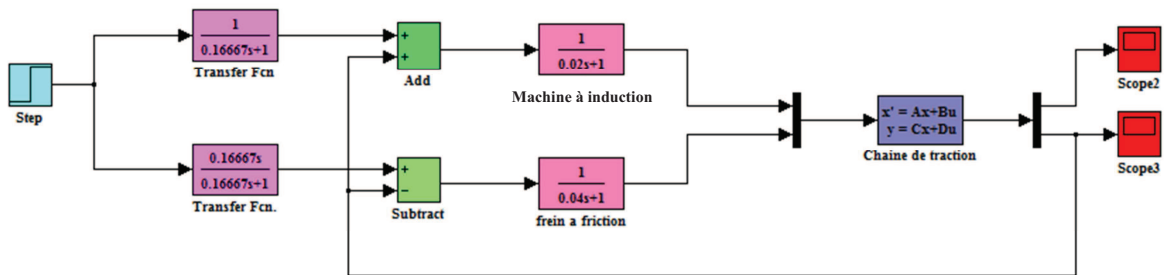 1
0.16667s+1
Transfer Fcn
+
+
Add
1
0.02s+1
Machine à induction
Step
0.16667s
0.16667s+1
Transfer Fcn.
+
−
Subtract
1
0.04s+1
frein a friction
x' = Ax+Bu
y = Cx+Du
Chaine de traction
Scope2
Scope3